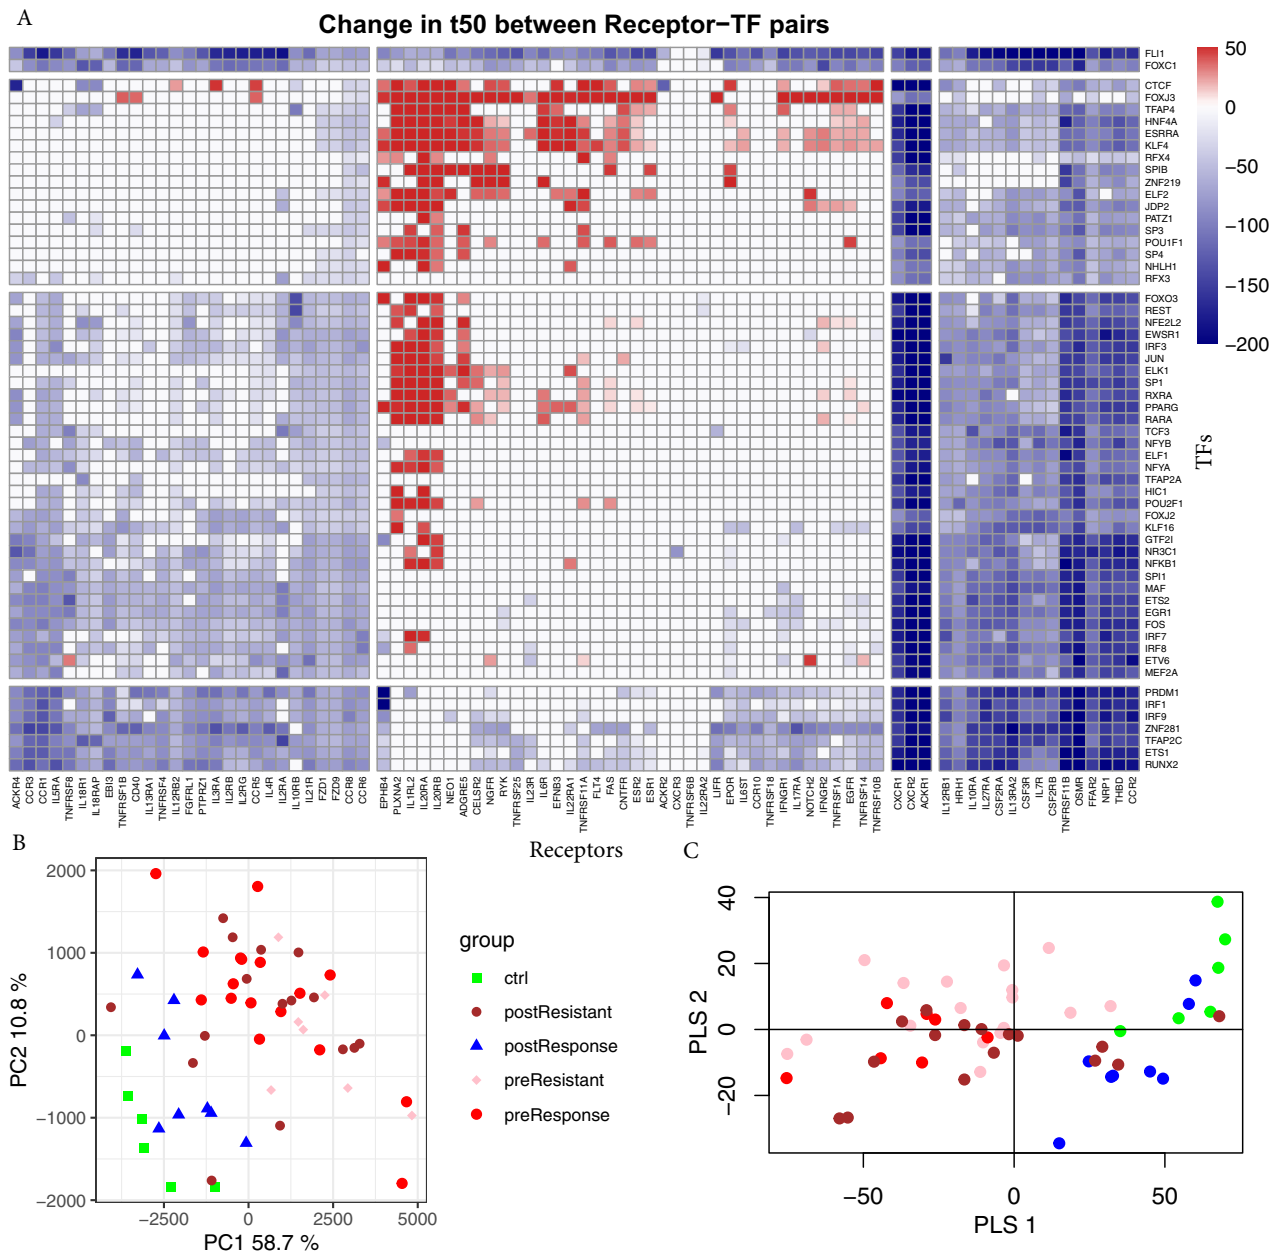 A
Change in t50 between Receptor−TF pairs
FLI1
FOXC1
CTCF
FOXJ3
TFAP4
HNF4A
ESRRA
KLF4
RFX4
SPIB
ZNF219
ELF2
JDP2
PATZ1
SP3
POU1F1
SP4
NHLH1
RFX3
FOXO3
REST
NFE2L2
EWSR1
IRF3
JUN
ELK1
SP1
RXRA
PPARG
RARA
TCF3
NFYB
ELF1
NFYA
TFAP2A
HIC1
POU2F1
FOXJ2
KLF16
GTF2I
NR3C1
NFKB1
SPI1
MAF
ETS2
EGR1
FOS
IRF7
IRF8
ETV6
MEF2A
PRDM1
IRF1
IRF9
ZNF281
TFAP2C
ETS1
RUNX2
50
0
−50
−100
−150
−200
TFs
ACKR4
CCR3
CCR1
IL5RA
TNFRSF8
IL18R1
IL18RAP
EBI3
TNFRSF1B
CD40
IL13RA1
TNFRSF4
IL12RB2
FGFRL1
PTPRZ1
IL3RA
IL2RB
IL2RG
CCR5
IL4R
IL2RA
IL10RB
IL21R
FZD1
FZD9
CCR8
CCR6
EPHB4
PLXNA2
IL1RL2
IL20RA
IL20RB
NEO1
ADGRE5
CELSR2
NGFR
RYK
TNFRSF25
IL23R
IL6R
EFNB3
IL22RA1
TNFRSF11A
FLT4
FAS
CNTFR
ESR2
ESR1
ACKR2
CXCR3
TNFRSF6B
IL22RA2
LIFR
EPOR
IL6ST
CCR10
TNFRSF18
IFNGR1
IL17RA
NOTCH2
IFNGR2
TNFRSF1A
EGFR
TNFRSF14
TNFRSF10B
CXCR1
CXCR2
ACKR1
IL12RB1
HRH1
IL10RA
IL27RA
CSF2RA
IL13RA2
CSF3R
IL7R
CSF2RB
TNFRSF11B
OSMR
FFAR2
NRP1
THBD
CCR2
Receptors
B
2000
1000
0
−1000
−2000
PC2 10.8 %
−2500
0
2500
5000
PC1 58.7 %
group
ctrl
postResistant
postResponse
preResistant
preResponse
C
40
20
0
−20
PLS 2
−50
0
50
PLS 1